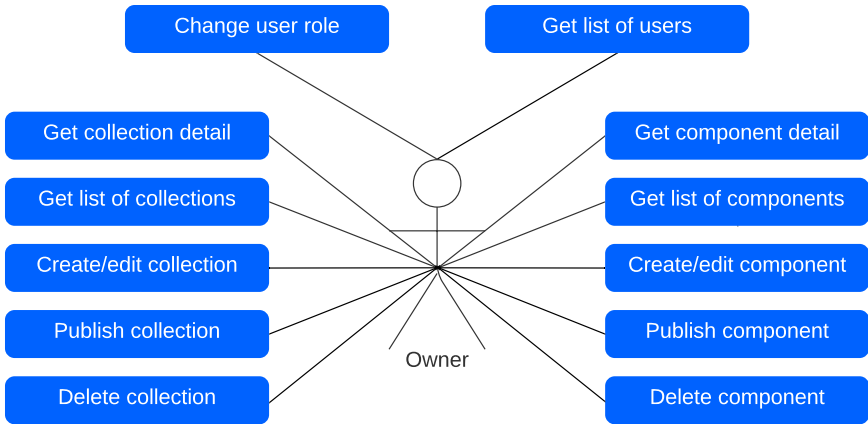 Change user role
Get list of users
Get collection detail
Get component detail
Get list of collections
Get list of components
Create/edit collection
Create/edit component
Publish collection
Publish component
Owner
Delete collection
Delete component